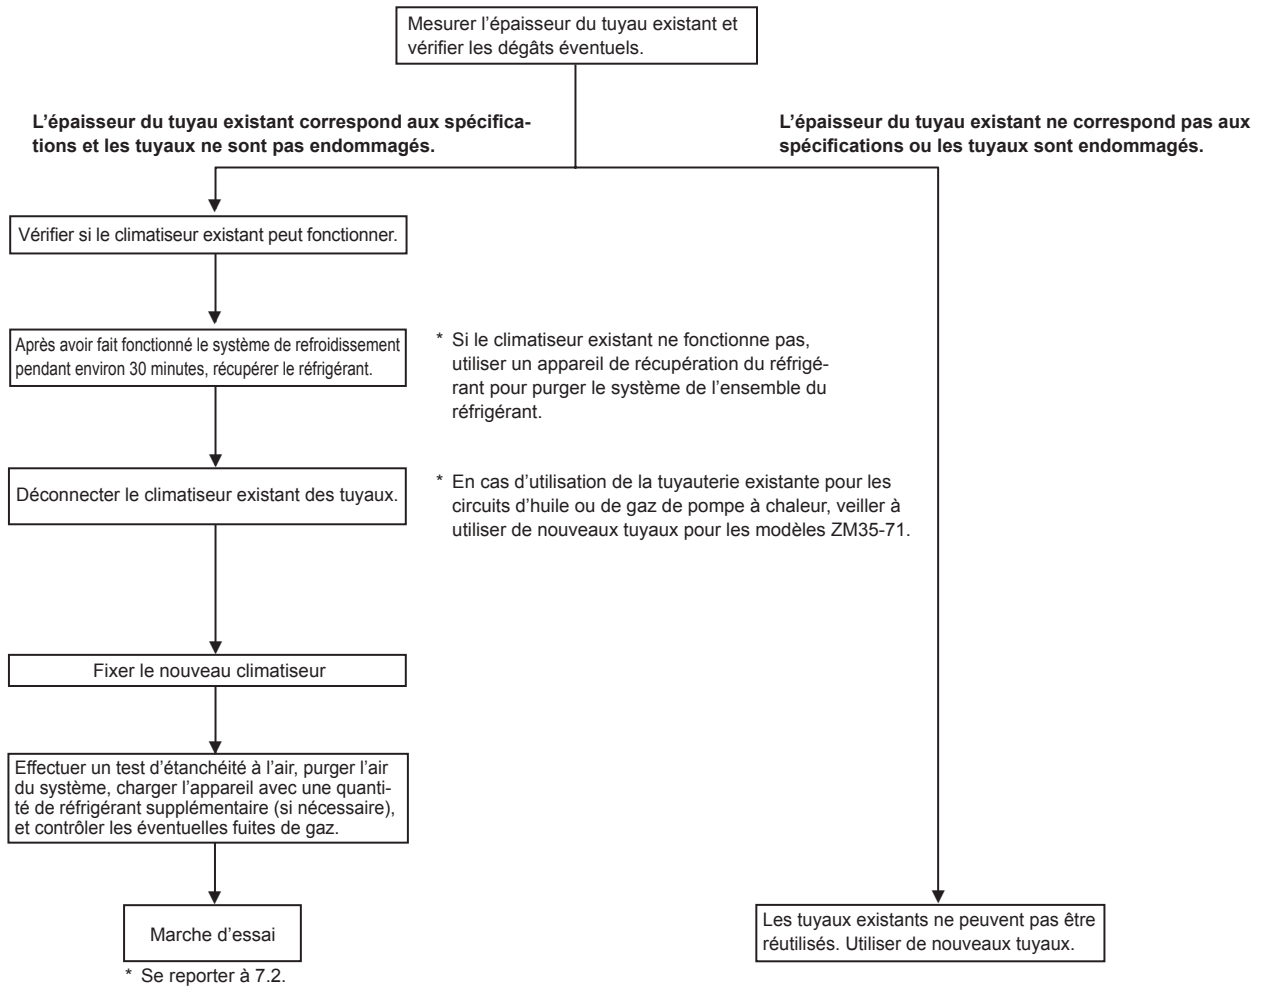 Mesurer l’épaisseur du tuyau existant et
vérifier les dégâts éventuels.
L’épaisseur du tuyau existant correspond aux spécifica-
tions et les tuyaux ne sont pas endommagés.
L’épaisseur du tuyau existant ne correspond pas aux
spécifications ou les tuyaux sont endommagés.
Vérifier si le climatiseur existant peut fonctionner.
Après avoir fait fonctionné le système de refroidissement
pendant environ 30 minutes, récupérer le réfrigérant.
* Si le climatiseur existant ne fonctionne pas,
utiliser un appareil de récupération du réfrigé-
rant pour purger le système de l’ensemble du
réfrigérant.
Déconnecter le climatiseur existant des tuyaux.
* En cas d’utilisation de la tuyauterie existante pour les
circuits d’huile ou de gaz de pompe à chaleur, veiller à
utiliser de nouveaux tuyaux pour les modèles ZM35-71.
Fixer le nouveau climatiseur
Effectuer un test d’étanchéité à l’air, purger l’air
du système, charger l’appareil avec une quanti-
té de réfrigérant supplémentaire (si nécessaire),
et contrôler les éventuelles fuites de gaz.
Marche d’essai
* Se reporter à 7.2.
Les tuyaux existants ne peuvent pas être
réutilisés. Utiliser de nouveaux tuyaux.